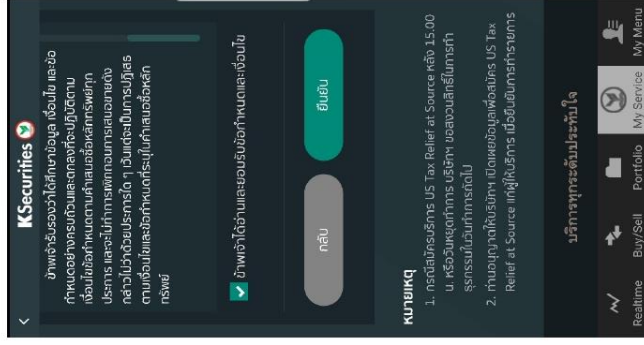 KSecurities
ข้าพเจ้ารับรองว่าได้ศึกษาข้อมูล เงื่อนไข และข้อ
กำหนดอย่างครบถ้วนและตกลงที่จะปฏิบัติตาม
เงื่อนไขข้อกำหนดตามคำเสนอซื้อหลักทรัพย์ทุก
ประการ และจะไม่ทำการเพิกถอนการเสนอขายดัง
กล่าวไม่ว่าด้วยประการใด ๆ เว้นแต่จะเป็นการปฏิเสธ
ตามเงื่อนไขและข้อกำหนดที่ระบุในคำเสนอซื้อหลัก
ทรัพย์
ข้าพเจ้าได้อ่านและยอมรับข้อกำหนดและเงื่อนไข
กลับ
ยืนยัน
หมายเหตุ
1. กรณีสมัครบริการ US Tax Relief at Source หลัง 15.00
น. หรือวันหยุดทำการ บริษัทฯ ขอสงวนสิทธิ์ในการทำ
ธุรกรรมในวันทำการถัดไป
2. ท่านอนุญาตให้บริษัทฯ เปิดเผยข้อมูลเพื่อสมัคร US Tax
Relief at Source แก่ผู้ให้บริการ เมื่อยืนยันการทำรายการ
บริการทุกระดับประทับใจ
Realtime
Buy/Sell
Portfolio
My Service
My Menu